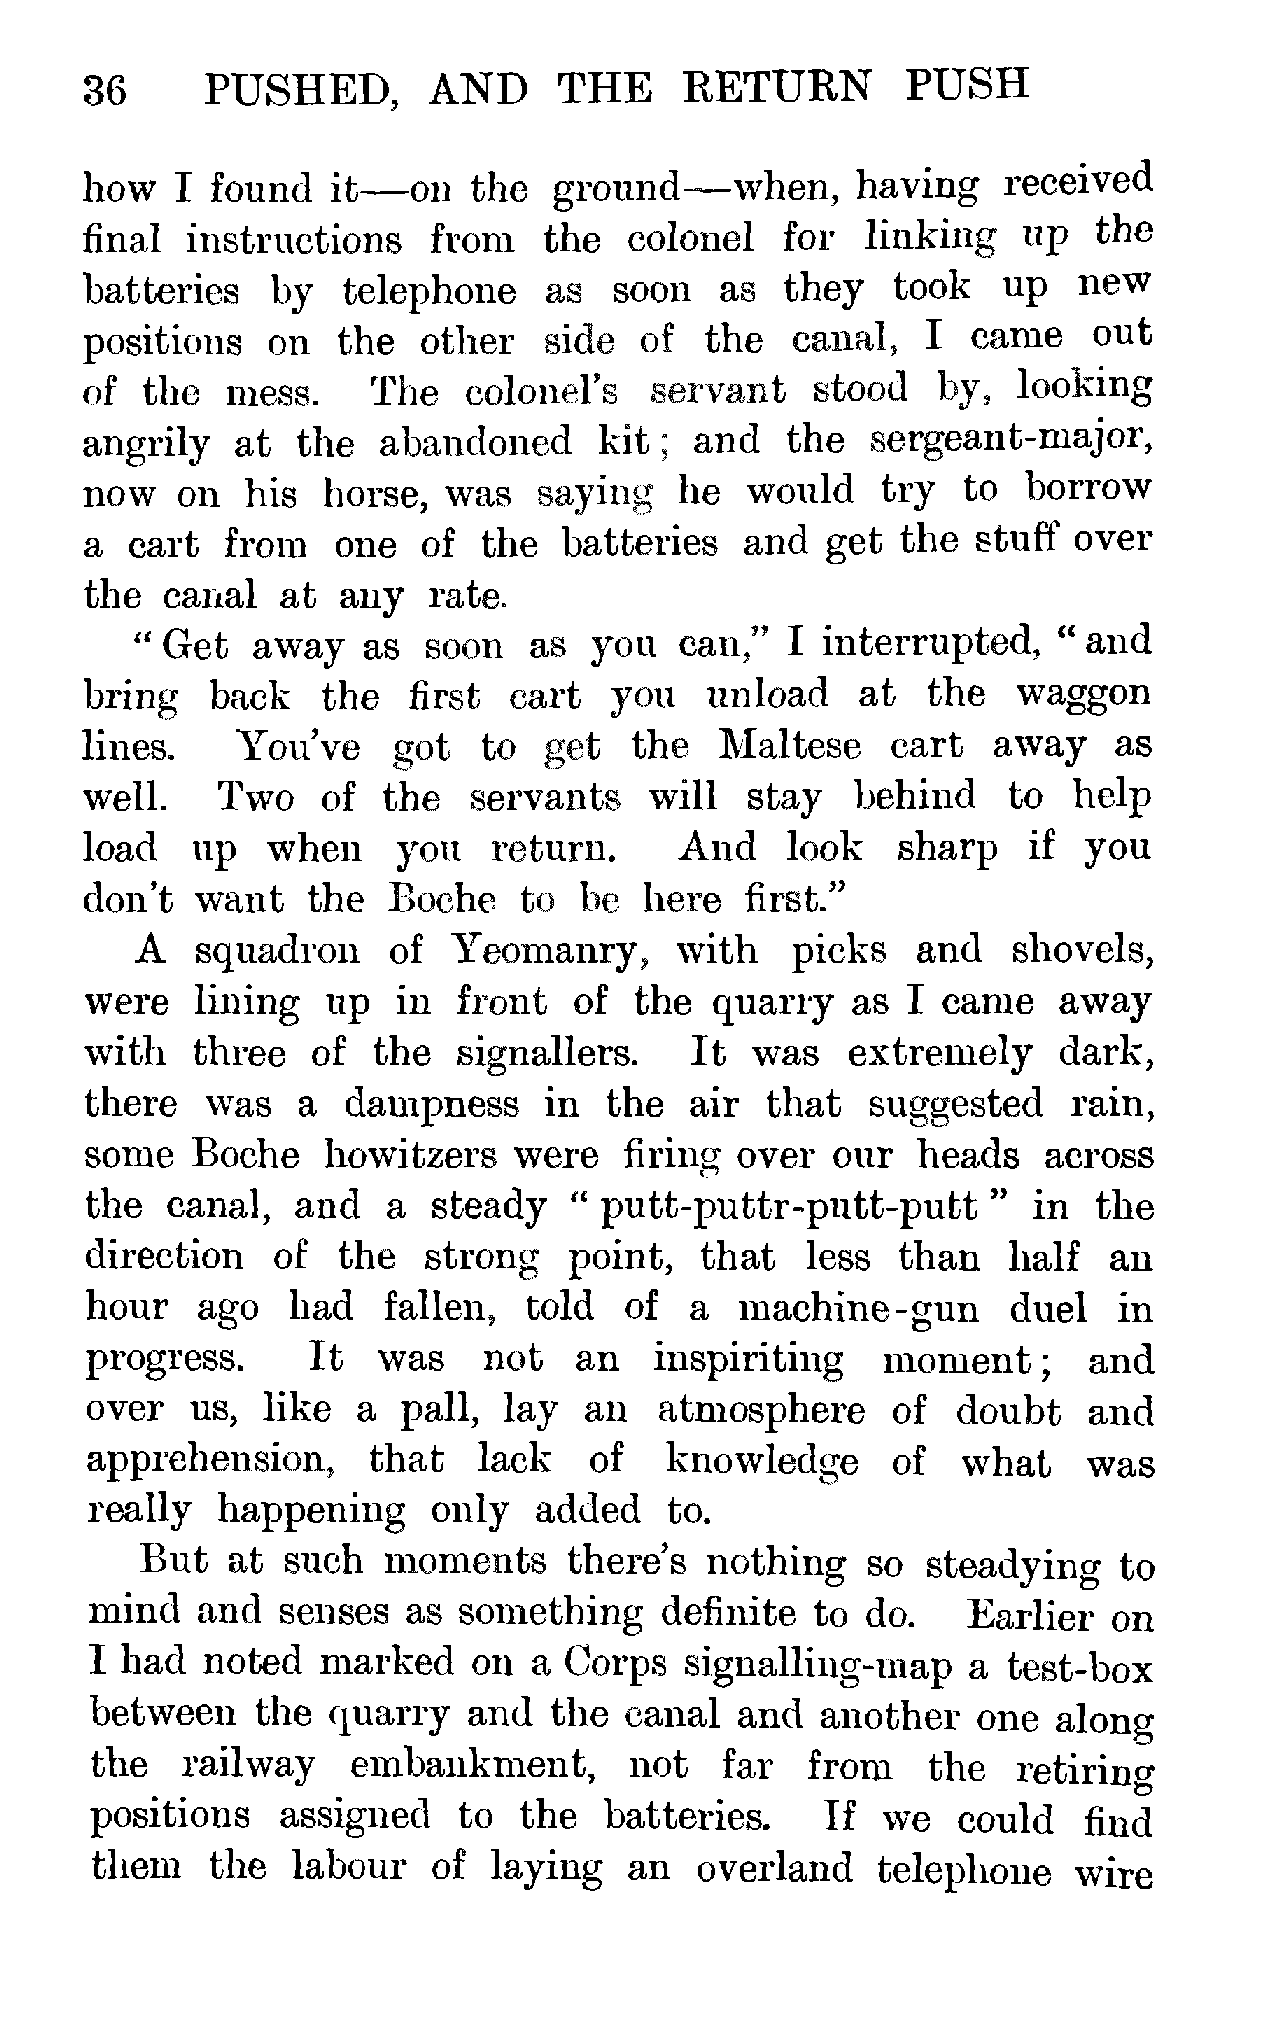 36 PUSHED, AND THE RETURN PUSH
how I found it—on the ground—when, having received
final instructions from the colonel for linking up the
batteries by telephone as soon as they took up new
positions on the other side of the canal, I came out
of the mess. The colonel's servant stood by, looking
angrily at the abandoned kit ; and the sergeant-major,
now on his horse, was saying he would try to borrow
a cart from one of the batteries and get the stuff over
the canal at any rate.
“ Get away as soon as you can,” I interrupted, “ and
bring back the first cart you unload at the waggon
lines. You've got to get the Maltese cart away as
well. Two of the servants will stay behind to help
load up when you return. And look sharp if you
don't want the Boche to be here first.”
A squadron of Yeomanry, with picks and shovels,
were lining up in front of the quarry as I came away
with three of the signallers. It was extremely dark,
there was a dampness in the air that suggested rain,
some Boche howitzers were firing over our heads across
the canal, and a steady “ putt-puttr-putt-putt ” in the
direction of the strong point, that less than half an
hour ago had fallen, told of a machine-gun duel in
progress. It was not an inspiriting moment ; and
over us, like a pall, lay an atmosphere of doubt and
apprehension, that lack of knowledge of what was
really happening only added to.
But at such moments there's nothing so steadying to
mind and senses as something definite to do. Earlier on
I had noted marked on a Corps signalling-map a test-box
between the quarry and the canal and another one along
the railway embankment, not far from the retiring
positions assigned to the batteries. If we could find
them the labour of laying an overland telephone wire